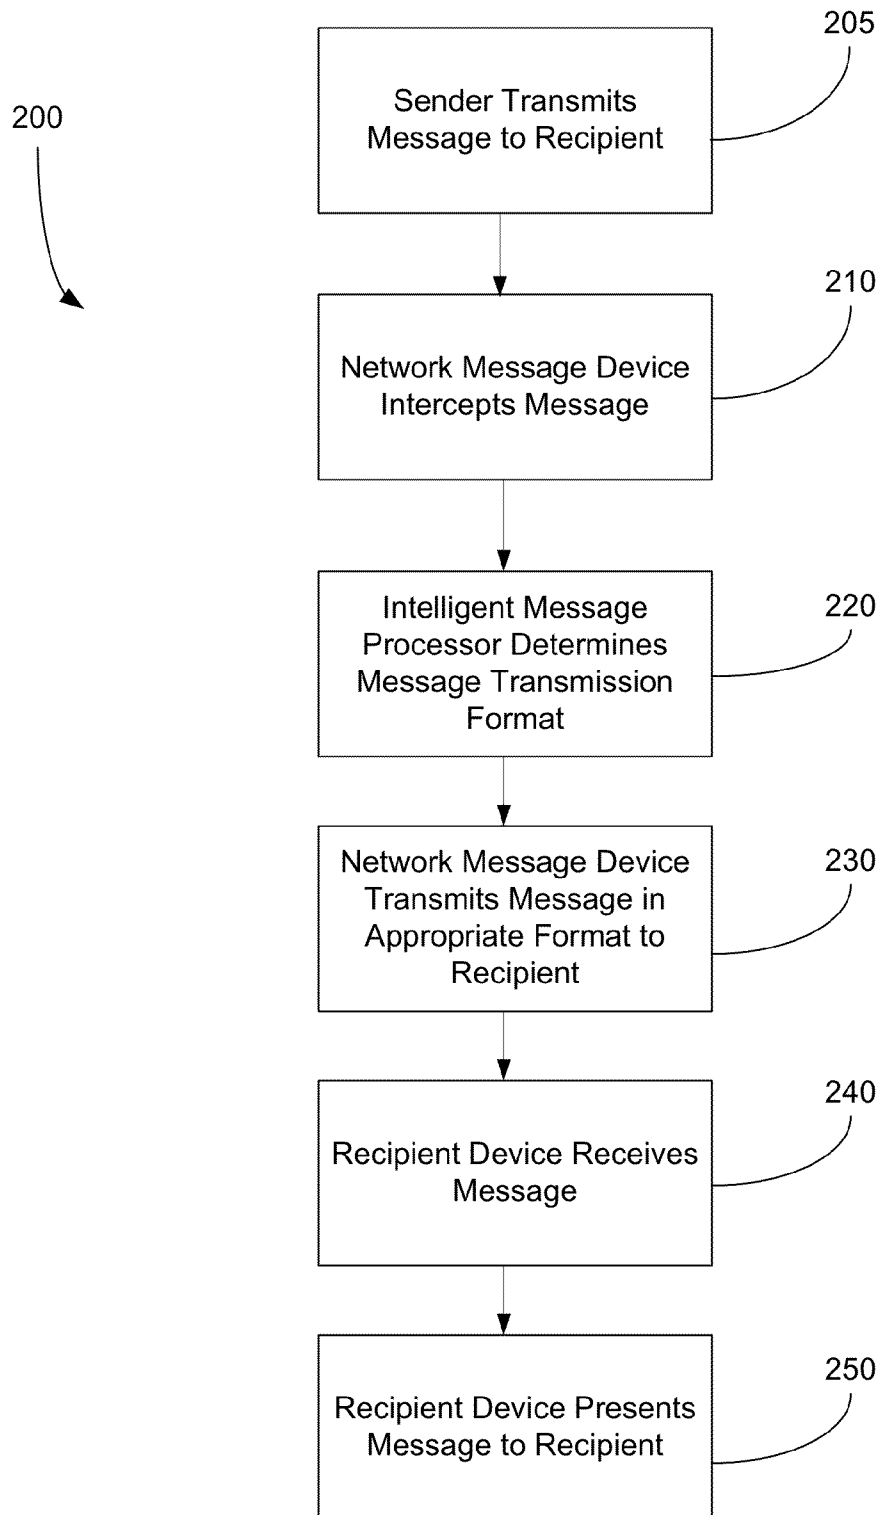 205
200
Sender Transmits
Message to Recipient
210
Network Message Device
Intercepts Message
220
Intelligent Message
Processor Determines
Message Transmission
Format
230
Network Message Device
Transmits Message in
Appropriate Format to
Recipient
240
Recipient Device Receives
Message
250
Recipient Device Presents
Message to Recipient